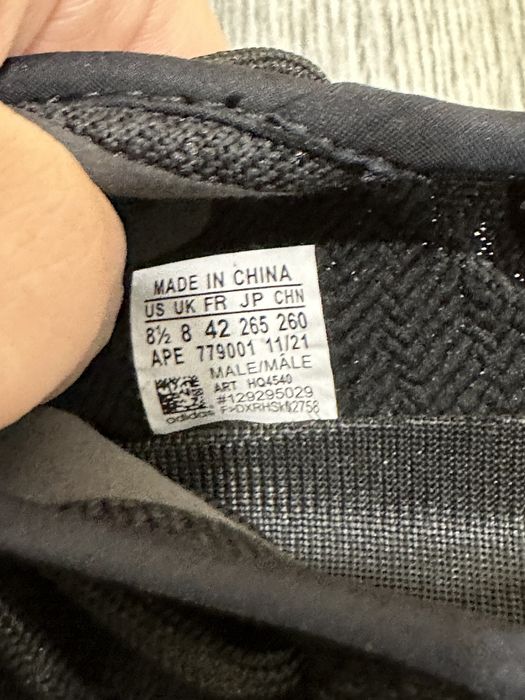 MADE IN CHINA
US UK FR JP CHN
8½ 8 42 265 260
APE 779001 11/21
MALE/MÂLE
ART HQ4540
#129295029
adidas